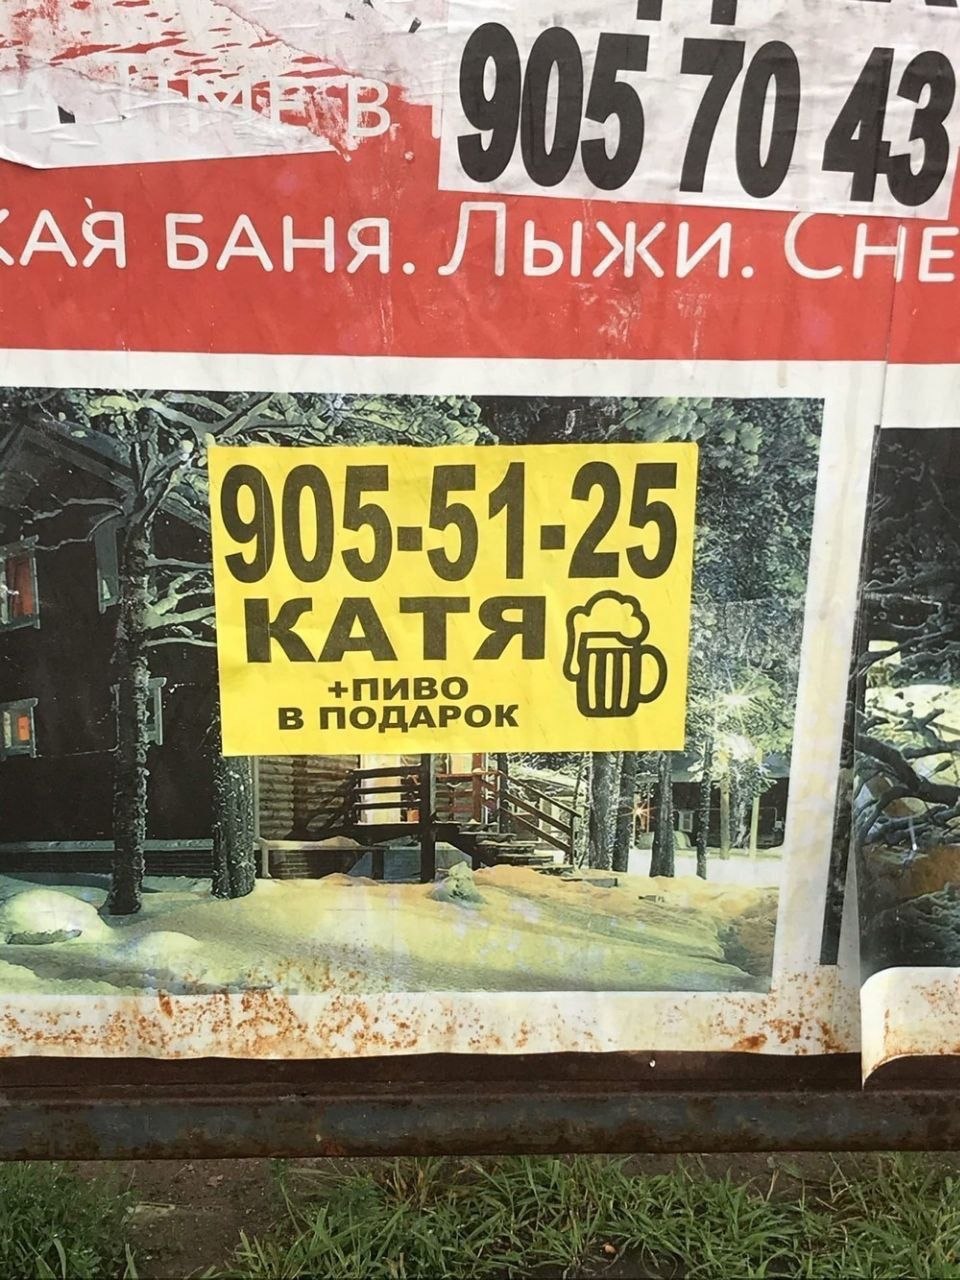 905 70 43
КАЯ БАНЯ. ЛЫЖИ. СНЕ
905-51-25
КАТЯ
+ПИВО
В ПОДАРОК